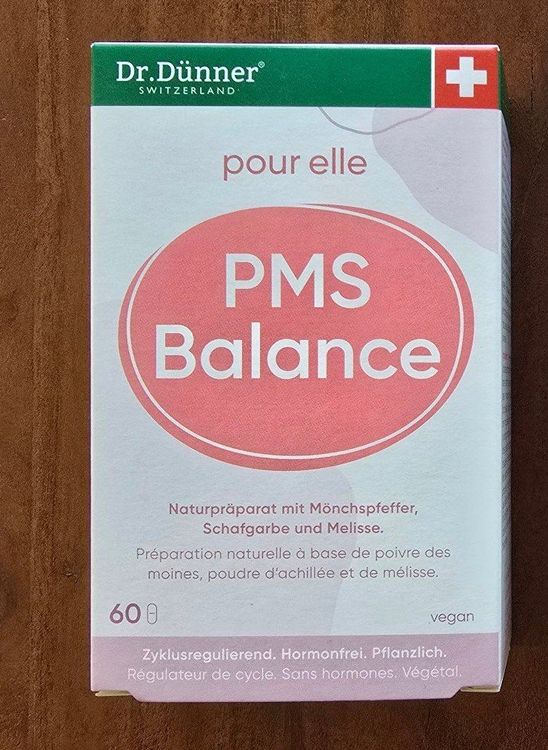 Dr.Dünner®
SWITZERLAND
pour elle
PMS
Balance
Naturpräparat mit Mönchspfeffer,
Schafgarbe und Melisse.
Préparation naturelle à base de poivre des
moines, poudre d'achillée et de mélisse.
60
vegan
Zyklusregulierend. Hormonfrei. Pflanzlich.
Régulateur de cycle. Sans hormones. Végétal.